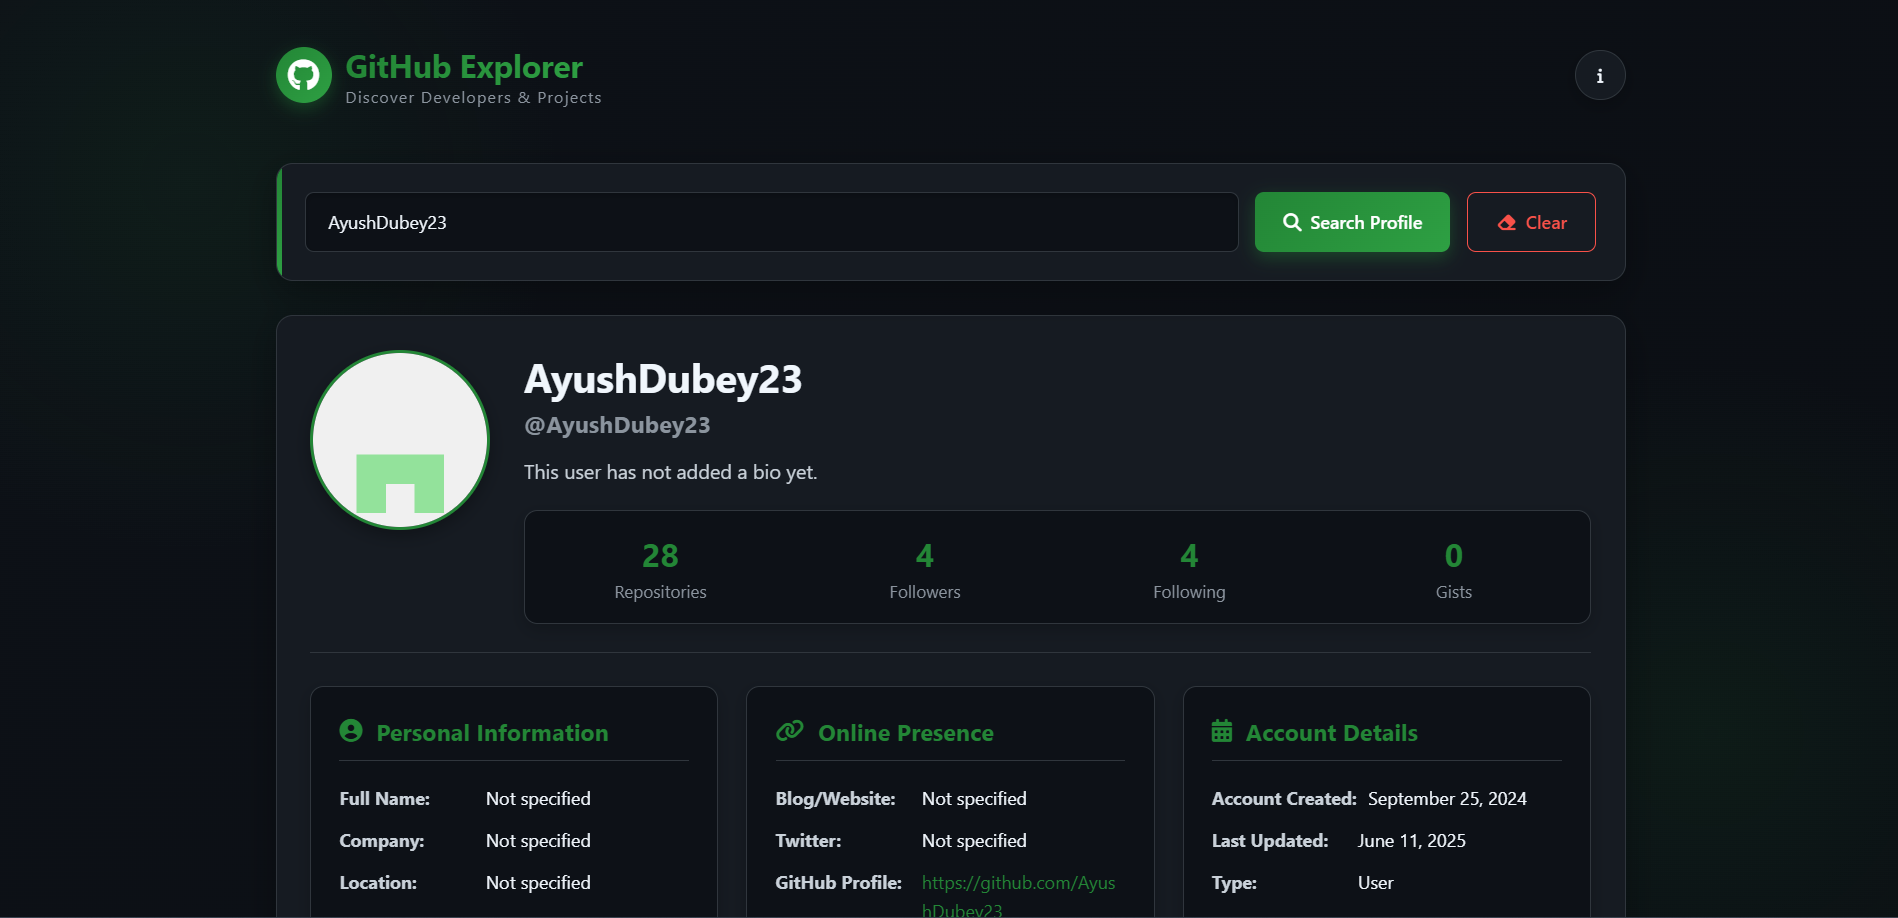 GitHub Explorer
Discover Developers & Projects
i
AyushDubey23
Search Profile
Clear
AyushDubey23
@AyushDubey23
This user has not added a bio yet.
28
Repositories
4
Followers
4
Following
0
Gists
Personal Information
Full Name: Not specified
Company: Not specified
Location: Not specified
Online Presence
Blog/Website: Not specified
Twitter: Not specified
GitHub Profile: https://github.com/Ayus
hDubey23
Account Details
Account Created: September 25, 2024
Last Updated: June 11, 2025
Type: User